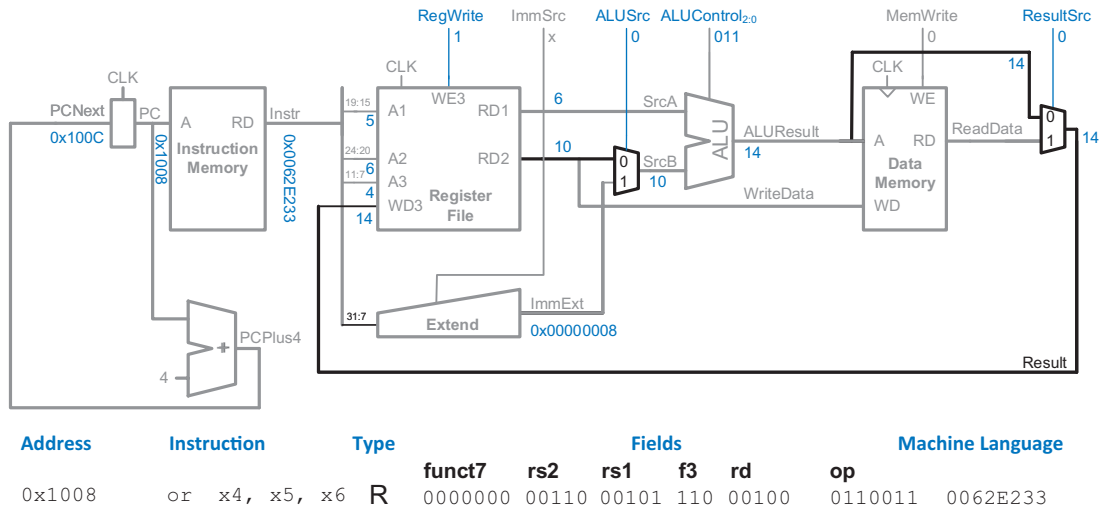 RegWrite ImmSrc ALUSrc ALUControl2:0 MemWrite ResultSrc
1 x 0 011 0 0
CLK CLK CLK 14
PCNext PC Instr 19:15 A1 WE3 RD1 6 SrcA WE 0
0x100C A RD 5 ALUResult A RD ReadData 1 14
Instruction Memory 24:20 A2 RD2 10 0 SrcB ALU 14 Data Memory
0x1008 0x0062E233 6 1 10
11:7 A3 Register File WriteData
4 WD3 WD
14
31:7 Extend ImmExt
0x00000008
PCPlus4
+
4
Result
Address Instruction Type Fields Machine Language
funct7 rs2 rs1 f3 rd op
0x1008 or x4, x5, x6 R 0000000 00110 00101 110 00100 0110011 0062E233